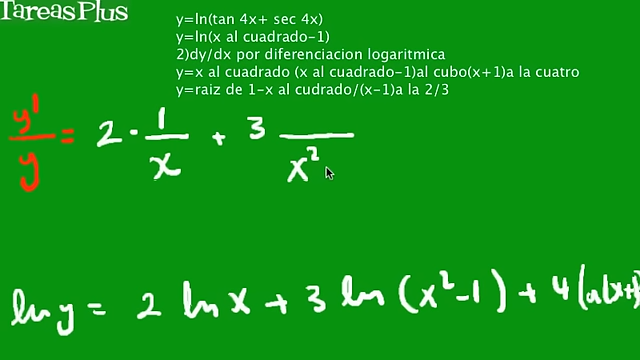 TareasPlus
y=ln(tan 4x+ sec 4x)
y=ln(x al cuadrado-1)
2)dy/dx por diferenciacion logaritmica
y=x al cuadrado (x al cuadrado-1)al cubo(x+1)a la cuatro
y=raiz de 1-x al cudrado/(x-1)a la 2/3
y'/y = 2 · 1/x + 3 /x²
ln y = 2 ln x + 3 ln (x²-1) + 4